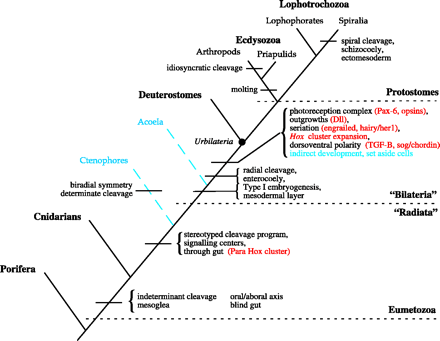 Lophotrochozoa
Lophophorates
Spiralia
Ecdysozoa
Arthropods
Priapulids
spiral cleavage,
schizocoely,
ectomesoderm
idiosyncratic cleavage
molting
Protostomes
Deuterostomes
photoreception complex (Pax-6, opsins),
outgrowths (Dll)
seriation (engrailed, hairy/her1),
Hox cluster expansion,
dorsoventral polarity (TGF-B, sog/chordin)
indirect development, set aside cells
Acoela
Urbilateria
Ctenophores
radial cleavage,
enterocoely,
Type I embryogenesis,
mesodermal layer
biradial symmetry
determinate cleavage
"Bilateria"
"Radiata"
Cnidarians
stereotyped cleavage program,
signalling centers,
through gut (Para Hox cluster)
Porifera
indeterminant cleavage oral/aboral axis
mesoglea blind gut
Eumetozoa